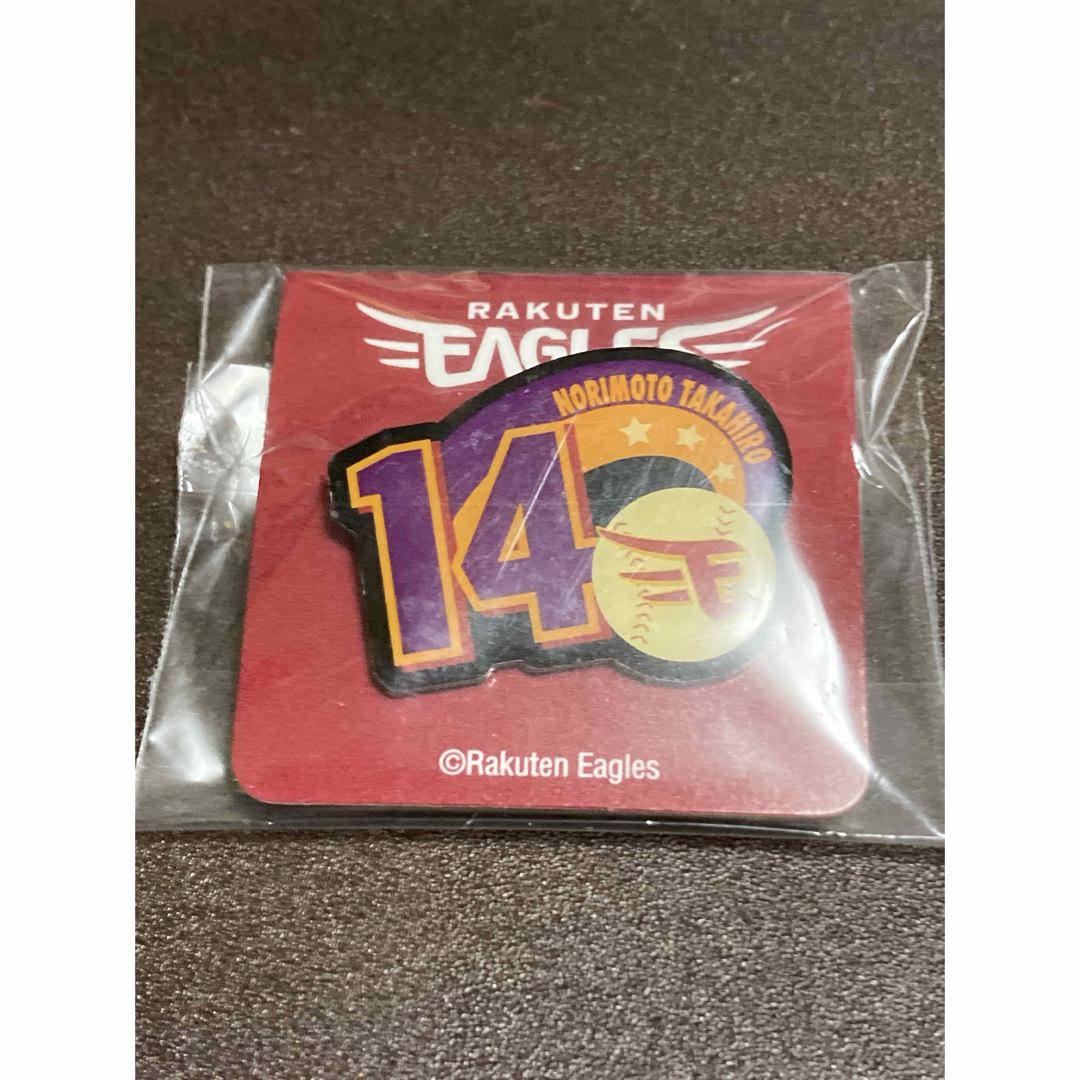 RAKUTEN
EAGLES
NORIMOTO TAKAHIRO
14
E
©Rakuten Eagles